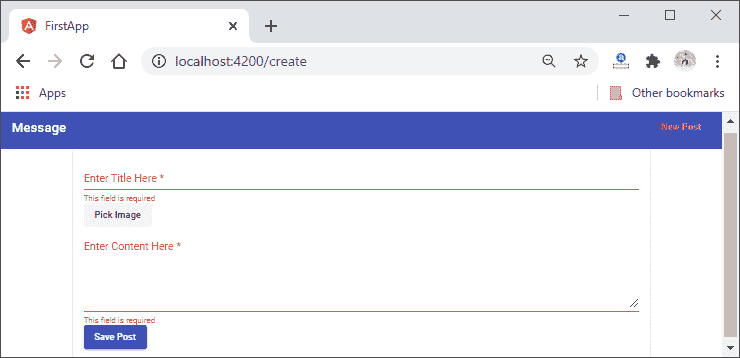 FirstApp
localhost:4200/create
Apps
Other bookmarks
Message
New Post
Enter Title Here *
This field is required
Pick Image
Enter Content Here *
This field is required
Save Post